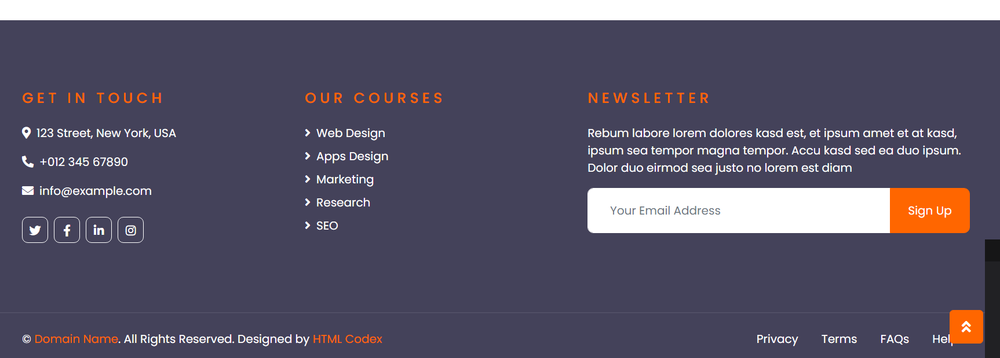 GET IN TOUCH
123 Street, New York, USA
+012 345 67890
info@example.com
OUR COURSES
Web Design
Apps Design
Marketing
Research
SEO
NEWSLETTER
Rebum labore lorem dolores kasd est, et ipsum amet et at kasd,
ipsum sea tempor magna tempor. Accu kasd sed ea duo ipsum.
Dolor duo eirmod sea justo no lorem est diam
Your Email Address
Sign Up
© Domain Name. All Rights Reserved. Designed by HTML Codex
Privacy Terms FAQs Help